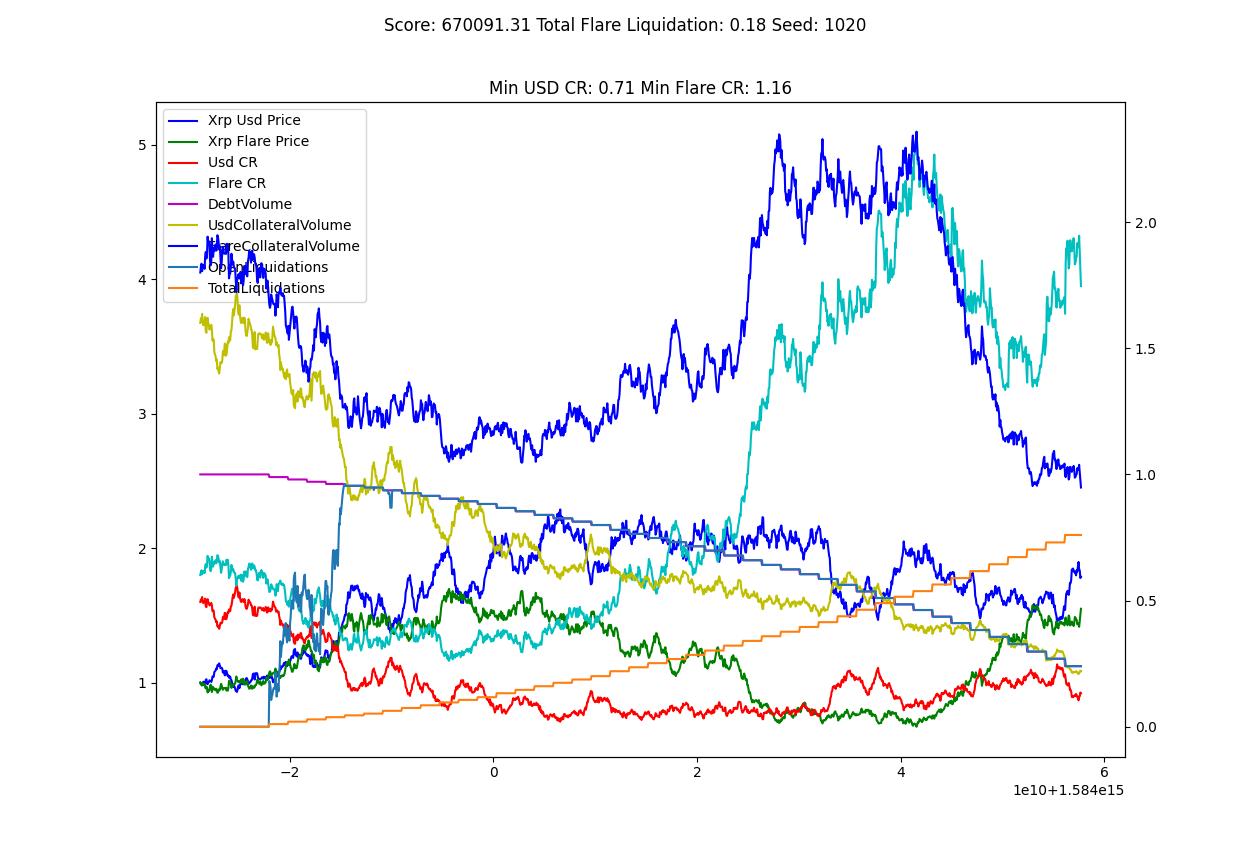 Score: 670091.31 Total Flare Liquidation: 0.18 Seed: 1020
Min USD CR: 0.71 Min Flare CR: 1.16
Xrp Usd Price
Xrp Flare Price
Usd CR
Flare CR
DebtVolume
UsdCollateralVolume
FlareCollateralVolume
OpenLiquidations
TotalLiquidations
5
4
3
2
1
2.0
1.5
1.0
0.5
0.0
−2
0
2
4
6
1e10+1.584e15